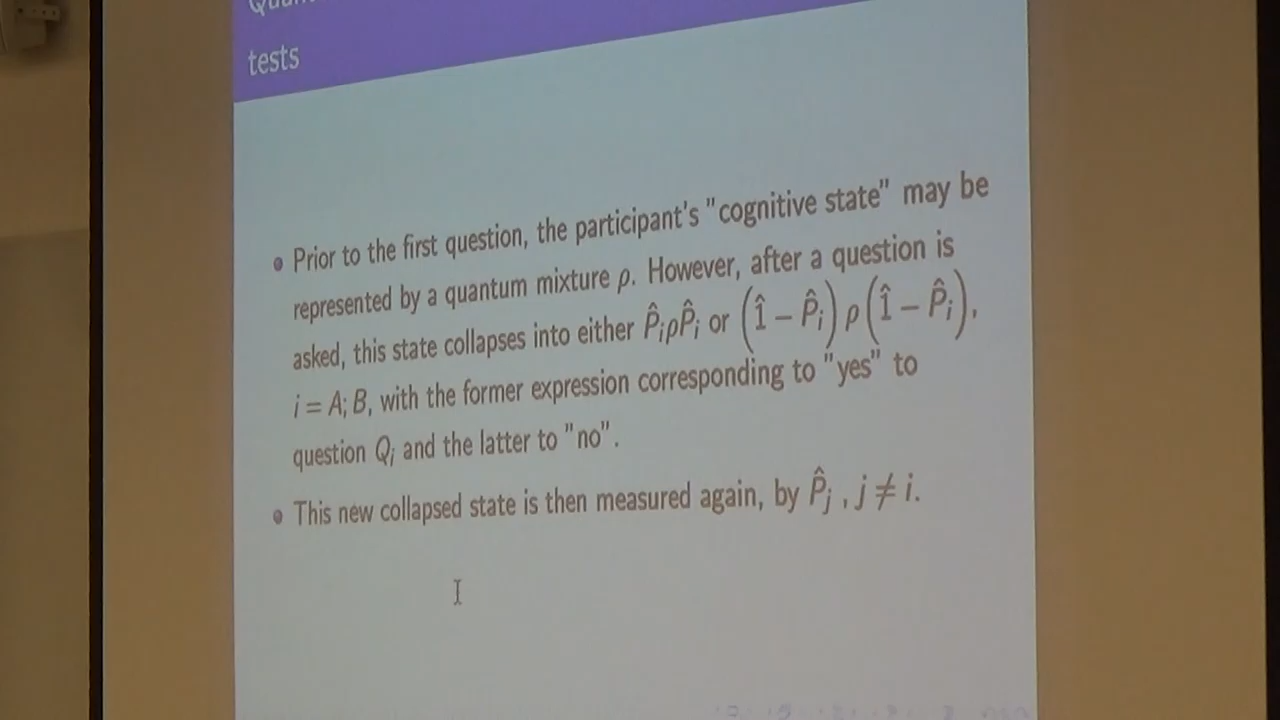 tests
• Prior to the first question, the participant's "cognitive state" may be
represented by a quantum mixture ρ. However, after a question is
asked, this state collapses into either P̂ᵢρP̂ᵢ or (1̂ − P̂ᵢ) ρ (1̂ − P̂ᵢ),
i = A; B, with the former expression corresponding to "yes" to
question Qᵢ and the latter to "no".
• This new collapsed state is then measured again, by P̂ⱼ , j ≠ i.